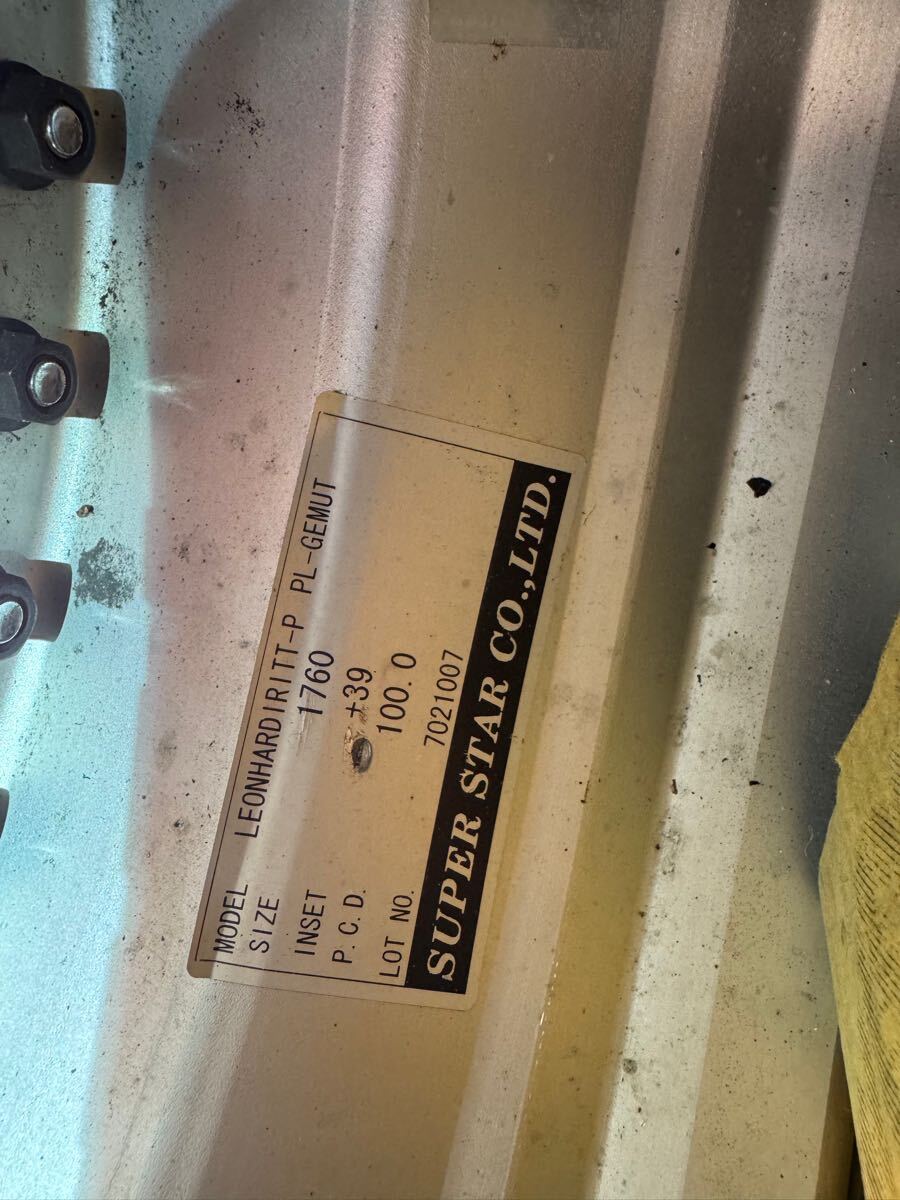 MODEL LEONHARDIRITT-P PL-GEMUT
SIZE 1760
INSET +39
P.C.D. 100.0
LOT NO. 7021007
SUPER STAR CO.,LTD.